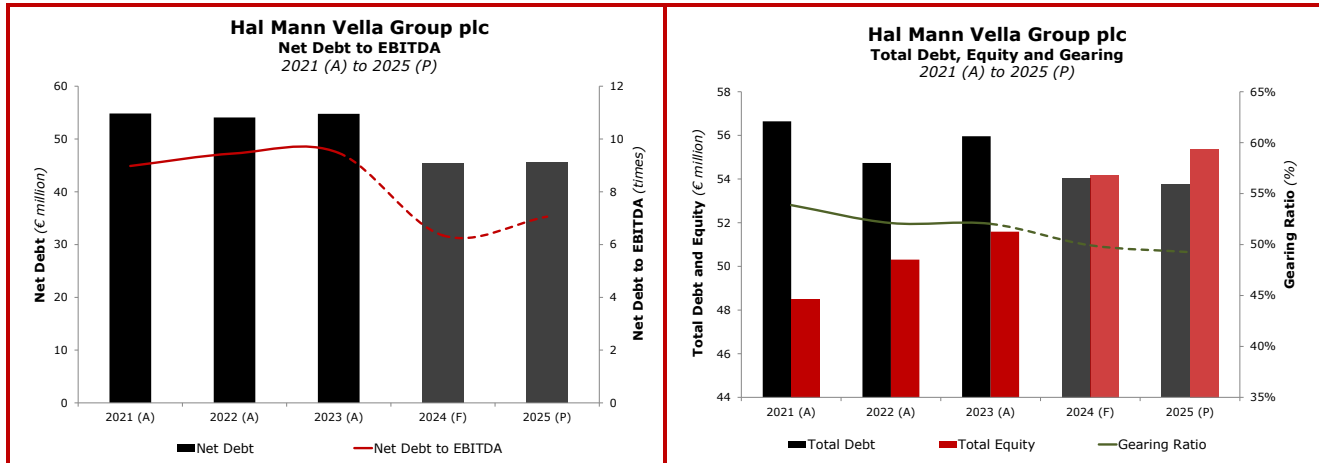 Hal Mann Vella Group plc
Net Debt to EBITDA
2021 (A) to 2025 (P)
Net Debt (€ million)
60
50
40
30
20
10
0
12
10
8
6
4
2
0
Net Debt to EBITDA (times)
2021 (A) 2022 (A) 2023 (A) 2024 (F) 2025 (P)
Net Debt Net Debt to EBITDA
Hal Mann Vella Group plc
Total Debt, Equity and Gearing
2021 (A) to 2025 (P)
Total Debt and Equity (€ million)
58
56
54
52
50
48
46
44
65%
60%
55%
50%
45%
40%
35%
Gearing Ratio (%)
2021 (A) 2022 (A) 2023 (A) 2024 (F) 2025 (P)
Total Debt Total Equity Gearing Ratio